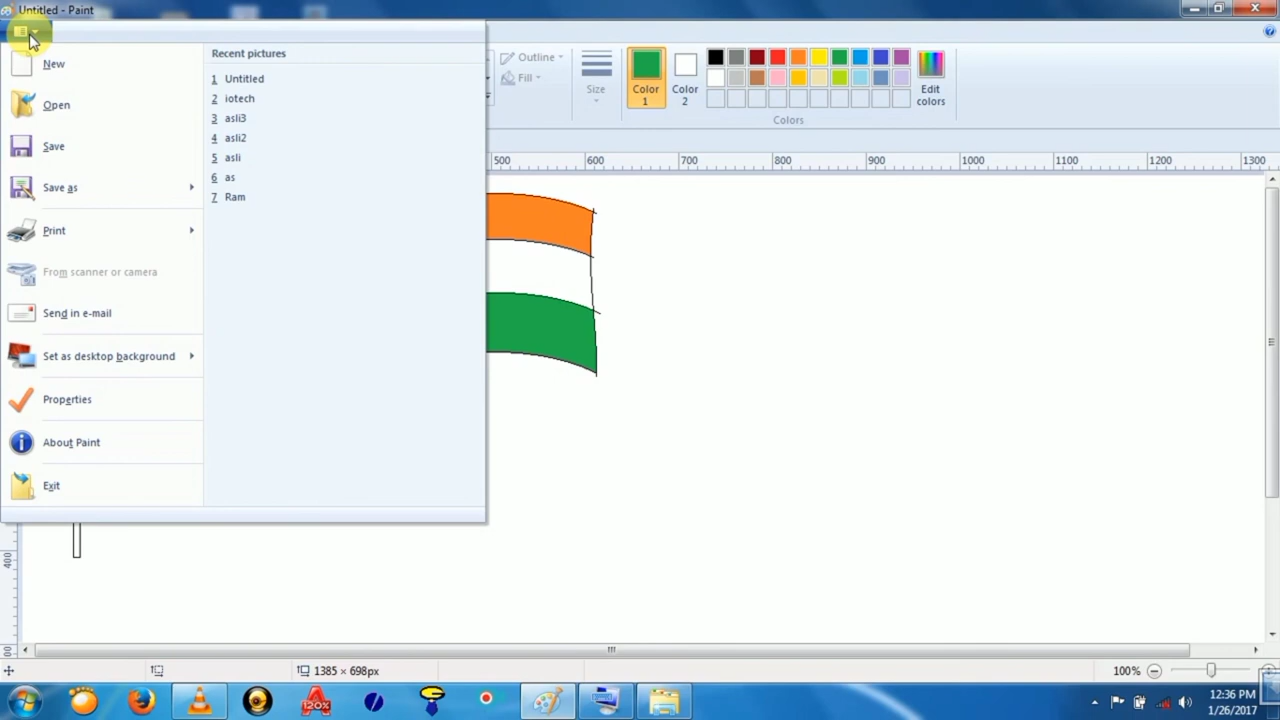 Untitled - Paint
New
Open
Save
Save as
Print
From scanner or camera
Send in e-mail
Set as desktop background
Properties
About Paint
Exit
Recent pictures
1 Untitled
2 iotech
3 asli3
4 asli2
5 asli
6 as
7 Ram
Outline
Fill
Size
Color 1
Color 2
Edit colors
Colors
500 600 700 800 900 1000 1100 1200 1300
400
1385 × 698px
100%
120%
12:36 PM
1/26/2017